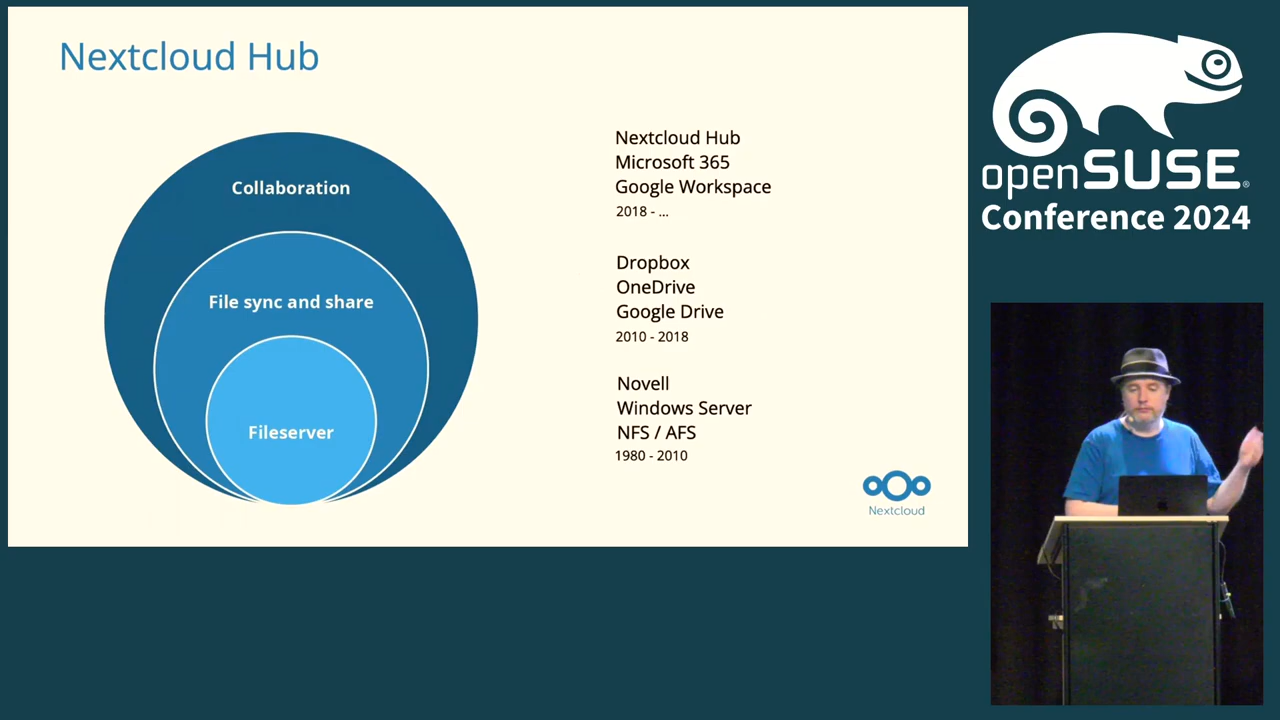 Nextcloud Hub
Collaboration
File sync and share
Fileserver
Nextcloud Hub
Microsoft 365
Google Workspace
2018 - ...
Dropbox
OneDrive
Google Drive
2010 - 2018
Novell
Windows Server
NFS / AFS
1980 - 2010
Nextcloud
openSUSE®
Conference 2024